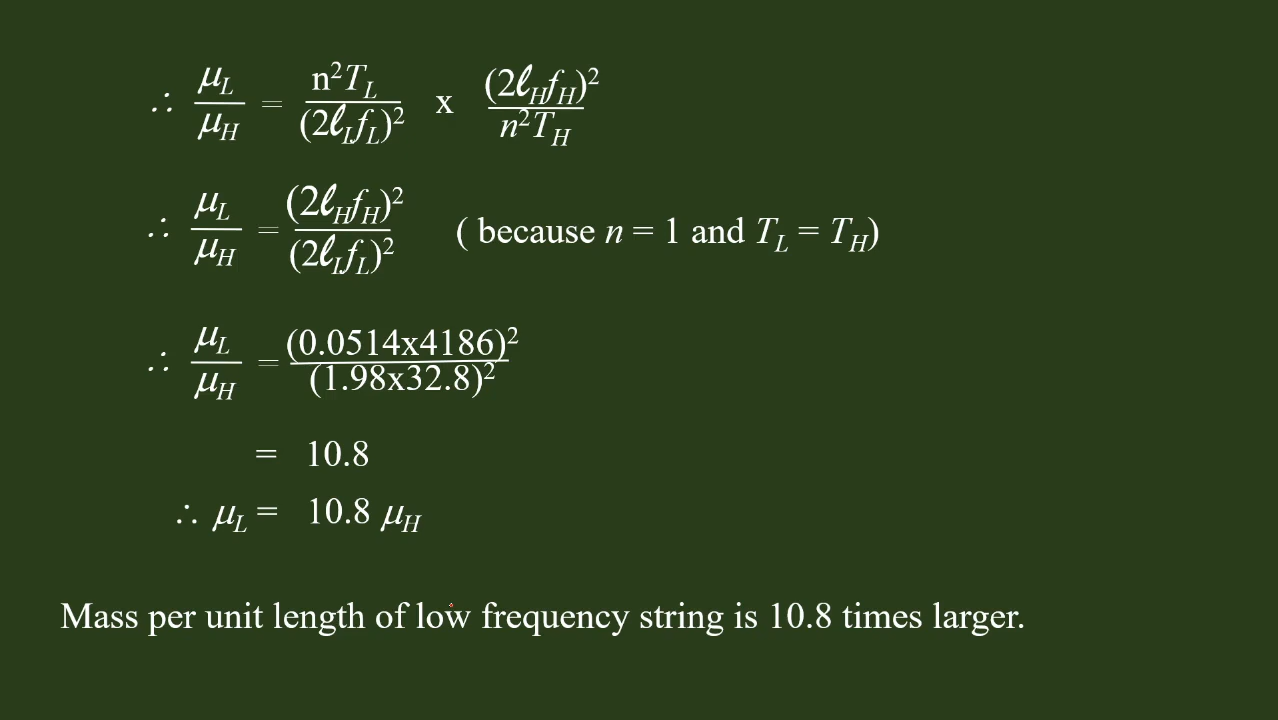 ∴ μL/μH = n²TL/(2ℓLfL)² x (2ℓHfH)²/n²TH
∴ μL/μH = (2ℓHfH)²/(2ℓLfL)² ( because n = 1 and TL = TH)
∴ μL/μH = (0.0514x4186)²/(1.98x32.8)²
= 10.8
∴ μL = 10.8 μH
Mass per unit length of low frequency string is 10.8 times larger.